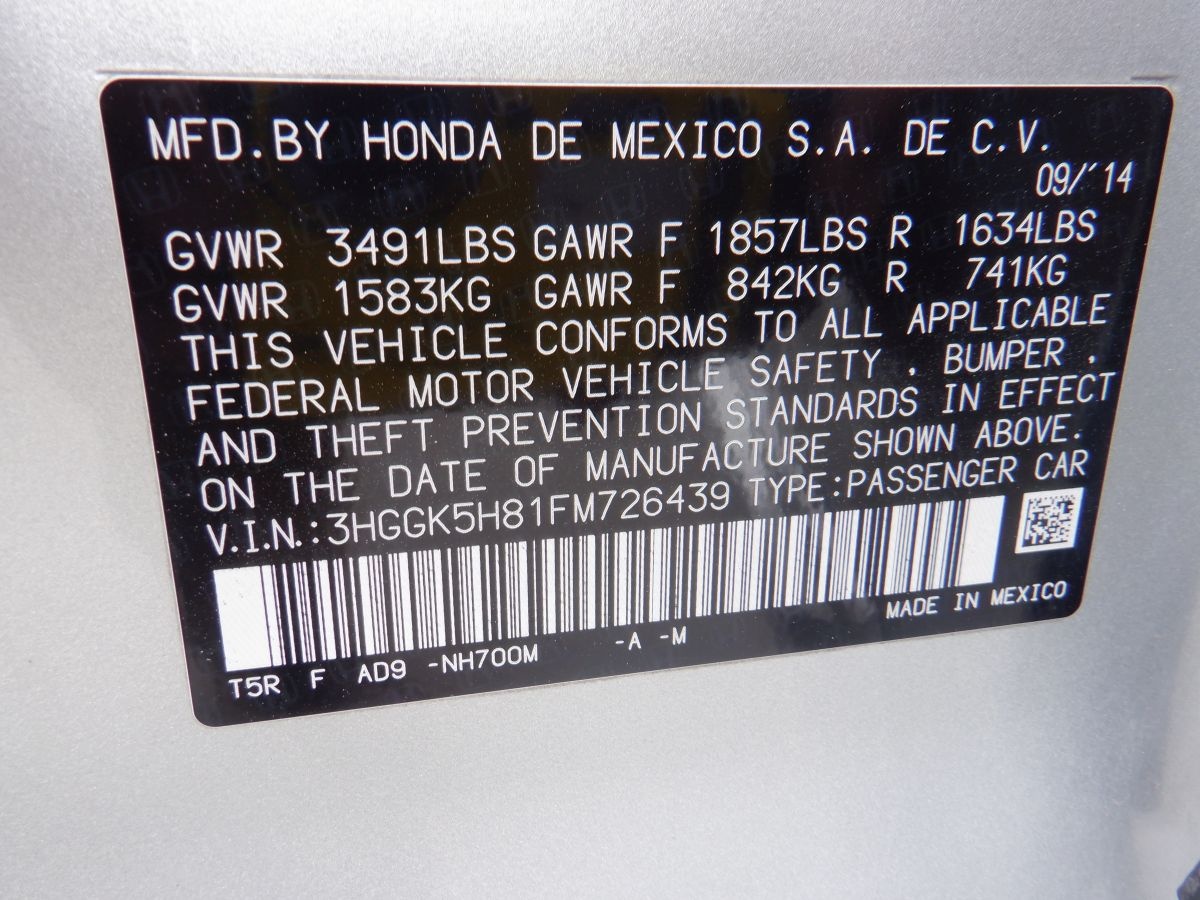 MFD.BY HONDA DE MEXICO S.A. DE C.V.
09/´14
GVWR 3491LBS GAWR F 1857LBS R 1634LBS
GVWR 1583KG GAWR F 842KG R 741KG
THIS VEHICLE CONFORMS TO ALL APPLICABLE
FEDERAL MOTOR VEHICLE SAFETY , BUMPER ,
AND THEFT PREVENTION STANDARDS IN EFFECT
ON THE DATE OF MANUFACTURE SHOWN ABOVE.
V.I.N.:3HGGK5H81FM726439 TYPE:PASSENGER CAR
MADE IN MEXICO
T5R F AD9 -NH700M -A -M